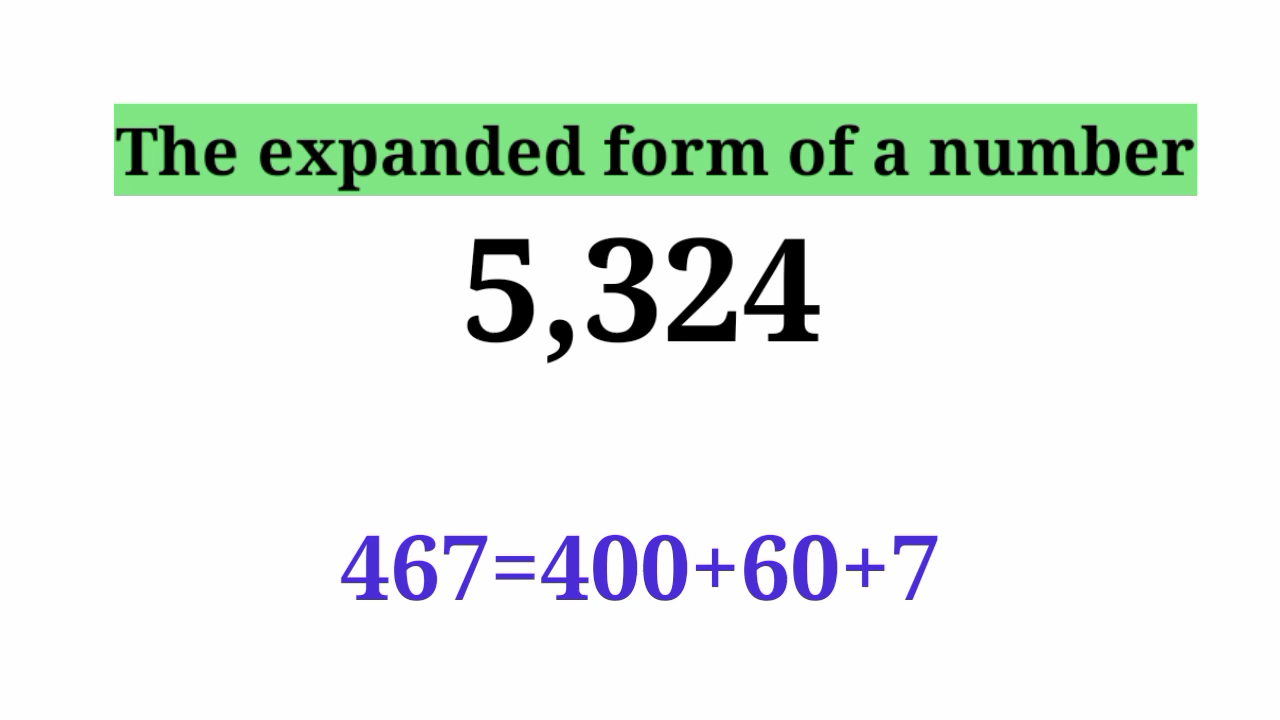 The expanded form of a number
5,324
467=400+60+7